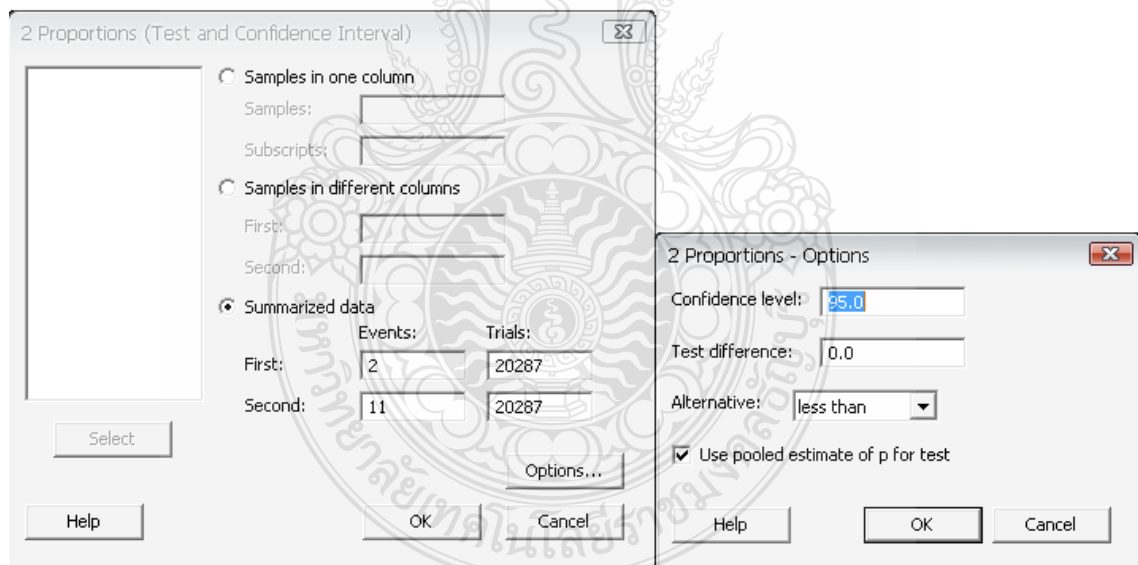 2 Proportions (Test and Confidence Interval)
Samples in one column
Samples:
Subscripts:
Samples in different columns
First:
Second:
Summarized data
Events: Trials:
First: 2 20287
Second: 11 20287
Select
Options...
Help OK Cancel
2 Proportions - Options
Confidence level: 95.0
Test difference: 0.0
Alternative: less than
Use pooled estimate of p for test
Help OK Cancel